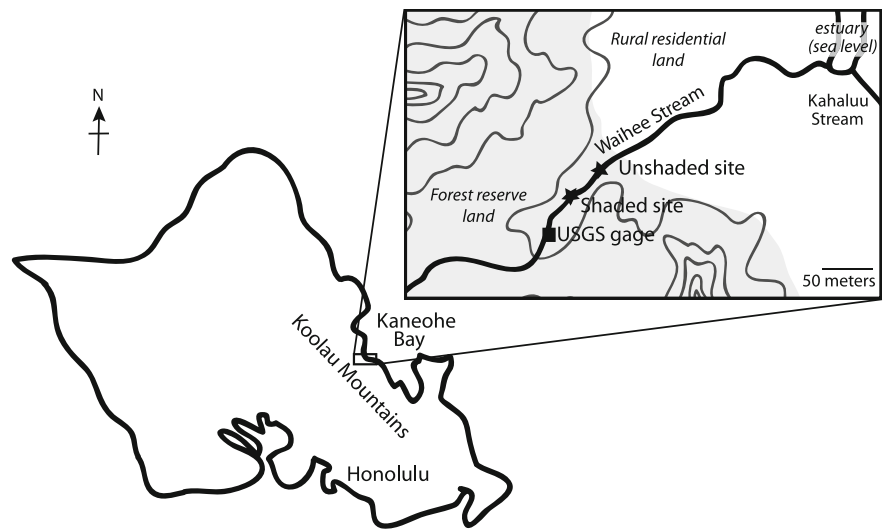 N
Koolau Mountains
Kaneohe
Bay
Honolulu
Rural residential
land
estuary
(sea level)
Kahaluu
Stream
Waihee Stream
Unshaded site
Forest reserve
land
Shaded site
USGS gage
50 meters